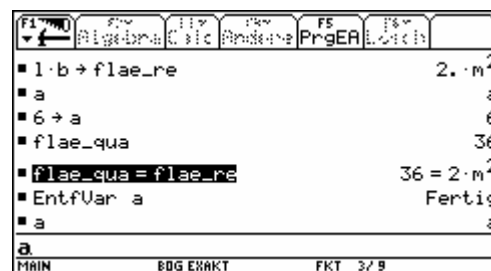 F1 Algebra Calc Andere F5 PrgEA Lösch
l·b→flae_re 2.·m²
a a
6→a 6
flae_qua 36
flae_qua = flae_re 36 = 2·m²
EntfVar a Fertig
a a
a
MAIN BOG EXAKT FKT 3/9